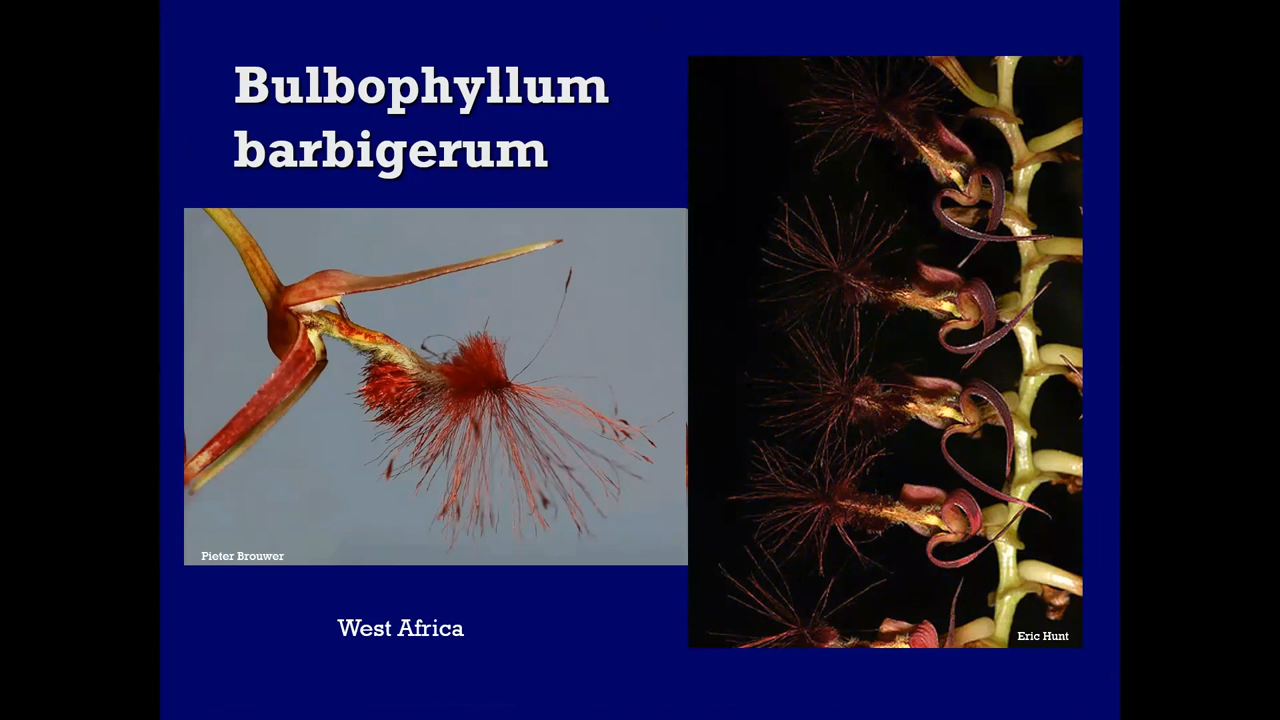 Bulbophyllum
barbigerum
Pieter Brouwer
West Africa
Eric Hunt